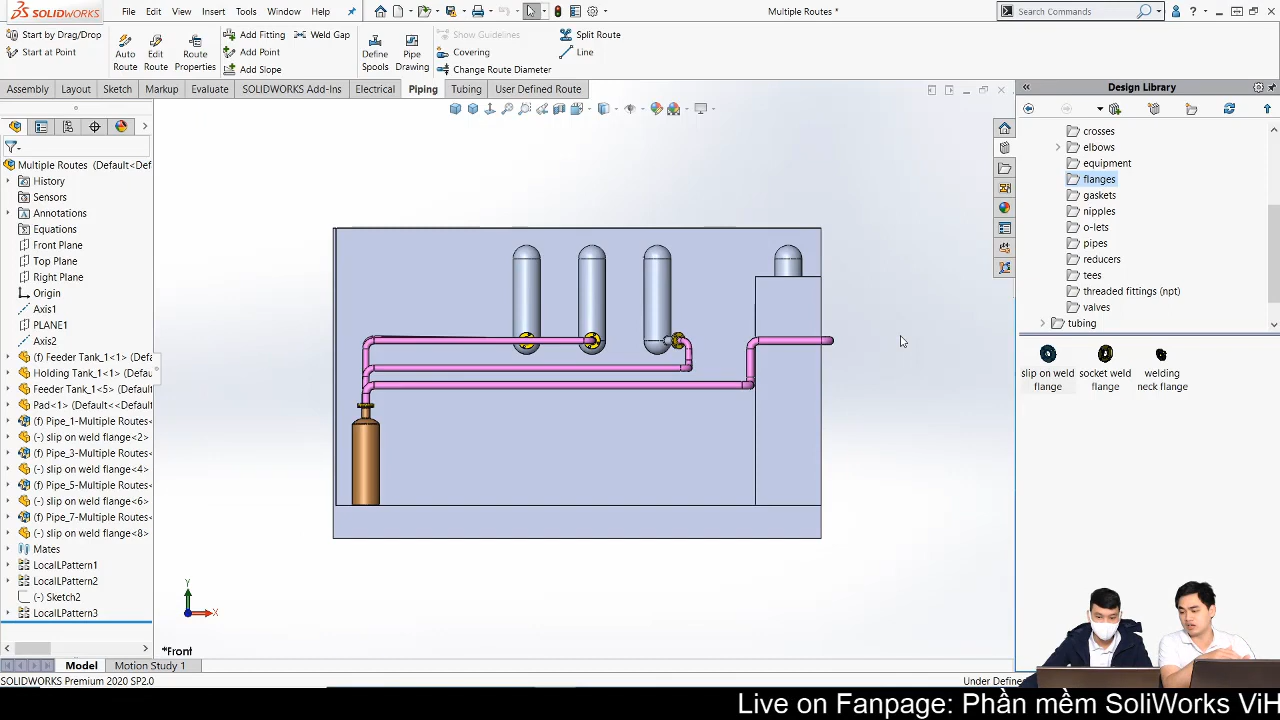 SOLIDWORKS
File Edit View Insert Tools Window Help
Multiple Routes *
Search Commands
Start by Drag/Drop
Start at Point
Auto Route
Edit Route
Route Properties
Add Fitting
Weld Gap
Add Point
Add Slope
Define Spools
Pipe Drawing
Show Guidelines
Covering
Change Route Diameter
Split Route
Line
Assembly Layout Sketch Markup Evaluate SOLIDWORKS Add-Ins Electrical Piping Tubing User Defined Route
Design Library
Multiple Routes (Default<Def
History
Sensors
Annotations
Equations
Front Plane
Top Plane
Right Plane
Origin
Axis1
PLANE1
Axis2
(f) Feeder Tank_1<1> (Def
Holding Tank_1<1> (Defau
Feeder Tank_1<5> (Defaul
Pad<1> (Default<<Default
(f) Pipe_1-Multiple Routes<
(-) slip on weld flange<2>
(f) Pipe_3-Multiple Routes<
(-) slip on weld flange<4>
(f) Pipe_5-Multiple Routes<
(-) slip on weld flange<6>
(f) Pipe_7-Multiple Routes<
(-) slip on weld flange<8>
Mates
LocalLPattern1
LocalLPattern2
(-) Sketch2
LocalLPattern3
crosses
elbows
equipment
flanges
gaskets
nipples
o-lets
pipes
reducers
tees
threaded fittings (npt)
valves
tubing
slip on weld flange
socket weld flange
welding neck flange
Y
X
*Front
Model Motion Study 1
SOLIDWORKS Premium 2020 SP2.0
Under Define
Live on Fanpage: Phần mềm SoliWorks ViH